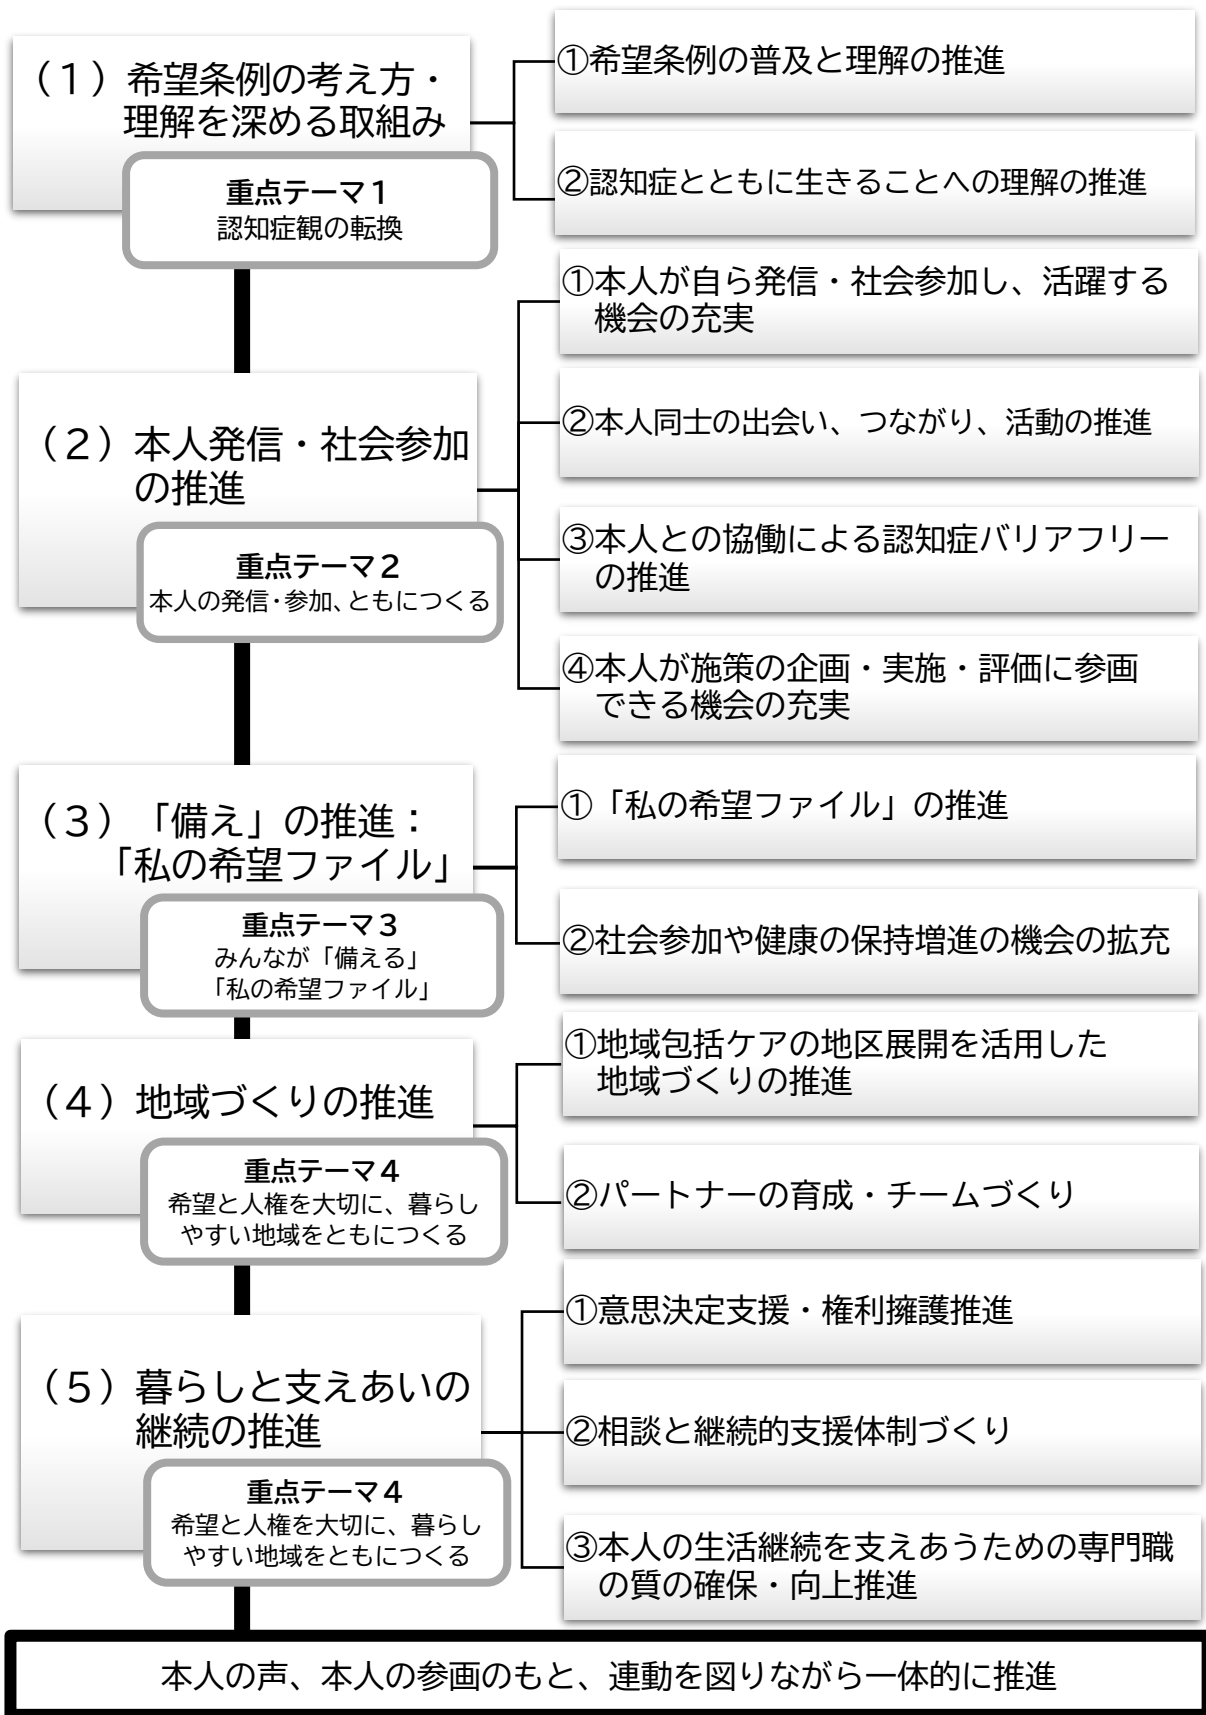 （１）希望条例の考え方・
理解を深める取組み
重点テーマ１
認知症観の転換
①希望条例の普及と理解の推進
②認知症とともに生きることへの理解の推進
（２）本人発信・社会参加
の推進
重点テーマ２
本人の発信・参加、ともにつくる
①本人が自ら発信・社会参加し、活躍する
機会の充実
②本人同士の出会い、つながり、活動の推進
③本人との協働による認知症バリアフリー
の推進
④本人が施策の企画・実施・評価に参画
できる機会の充実
（３）「備え」の推進：
「私の希望ファイル」
重点テーマ３
みんなが「備える」
「私の希望ファイル」
①「私の希望ファイル」の推進
②社会参加や健康の保持増進の機会の拡充
（４）地域づくりの推進
重点テーマ４
希望と人権を大切に、暮らし
やすい地域をともにつくる
①地域包括ケアの地区展開を活用した
地域づくりの推進
②パートナーの育成・チームづくり
（５）暮らしと支えあいの
継続の推進
重点テーマ４
希望と人権を大切に、暮らし
やすい地域をともにつくる
①意思決定支援・権利擁護推進
②相談と継続的支援体制づくり
③本人の生活継続を支えあうための専門職
の質の確保・向上推進
本人の声、本人の参画のもと、連動を図りながら一体的に推進